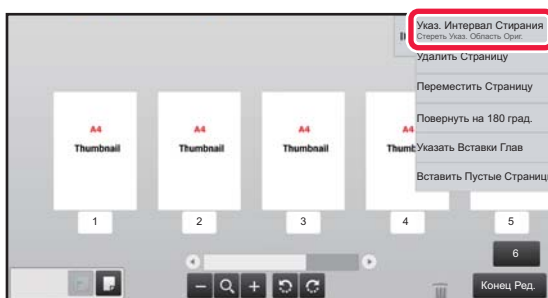 Указ. Интервал Стирания
Стереть Указ. Область Ориг.
Удалить Страницу
Переместить Страницу
Повернуть на 180 град.
Указать Вставки Глав
Вставить Пустые Страниц
A4
Thumbnail
A4
Thumbnail
A4
Thumbnail
A4
Thumb
1
2
3
4
5
6
Конец Ред.